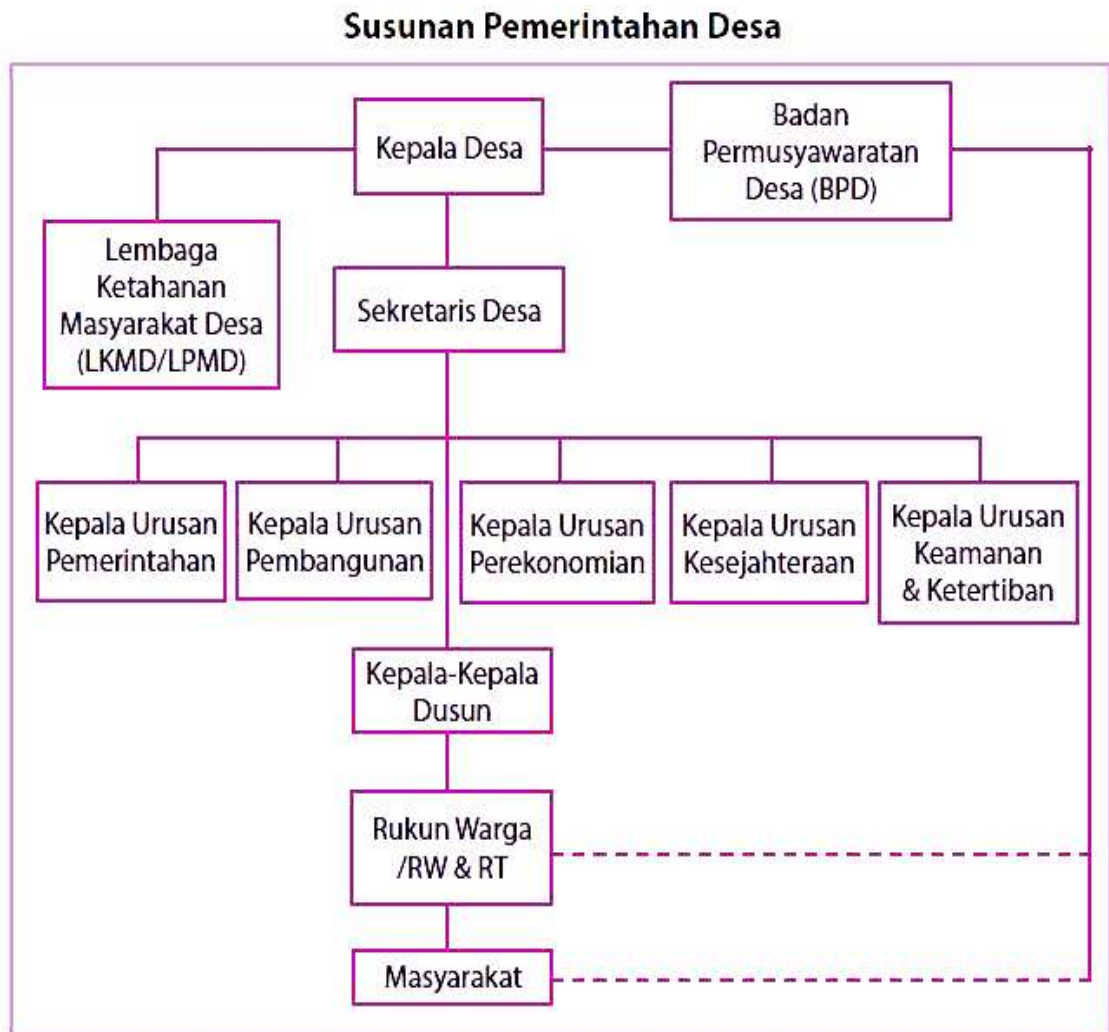 Susunan Pemerintahan Desa
Kepala Desa
Badan
Permusyawaratan
Desa (BPD)
Lembaga
Ketahanan
Masyarakat Desa
(LKMD/LPMD)
Sekretaris Desa
Kepala Urusan
Pemerintahan
Kepala Urusan
Pembangunan
Kepala Urusan
Perekonomian
Kepala Urusan
Kesejahteraan
Kepala Urusan
Keamanan
& Ketertiban
Kepala-Kepala
Dusun
Rukun Warga
/RW & RT
Masyarakat